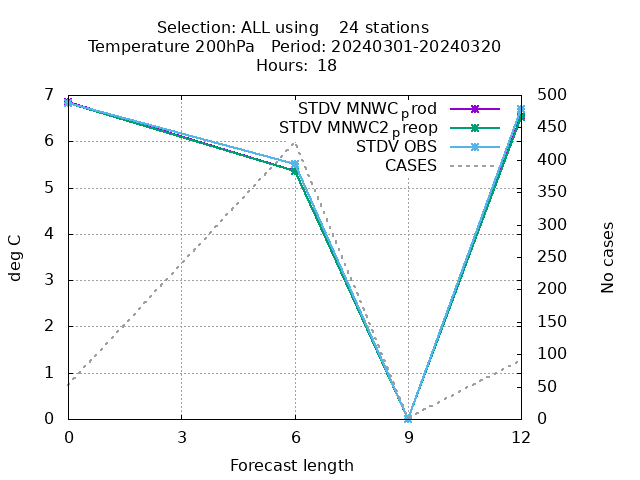 Selection: ALL using    24 stations
Temperature 200hPa   Period: 20240301-20240320
Hours: 18
7 6 5 4 3 2 1 0
deg C
STDV MNWC_prod
STDV MNWC2_preop
STDV OBS
CASES
500 450 400 350 300 250 200 150 100 50 0
No cases
0 3 6 9 12
Forecast length